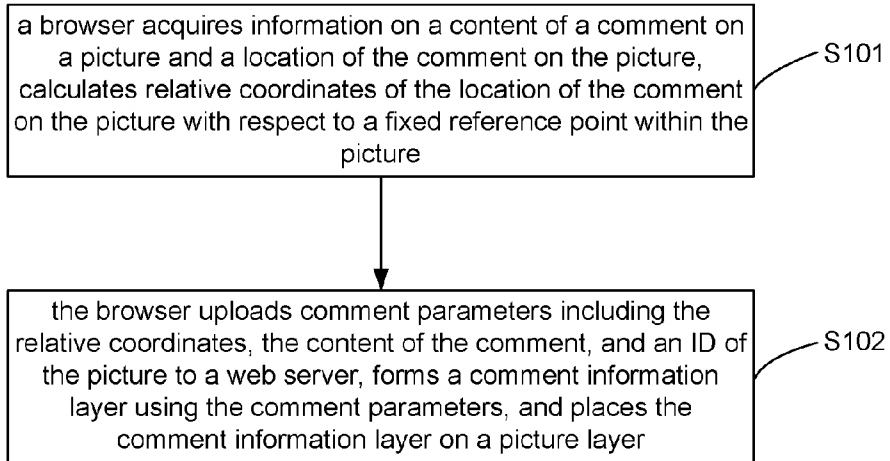 a browser acquires information on a content of a comment on
a picture and a location of the comment on the picture,
calculates relative coordinates of the location of the comment
on the picture with respect to a fixed reference point within the
picture
S101
the browser uploads comment parameters including the
relative coordinates, the content of the comment, and an ID of
the picture to a web server, forms a comment information
layer using the comment parameters, and places the
comment information layer on a picture layer
S102